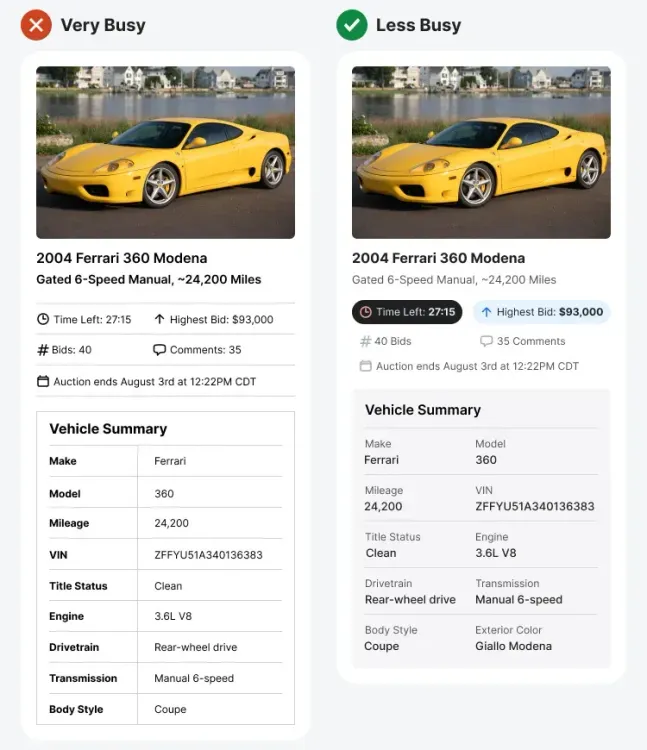 Very Busy
2004 Ferrari 360 Modena
Gated 6-Speed Manual, ~24,200 Miles
Time Left: 27:15 Highest Bid: $93,000
# Bids: 40 Comments: 35
Auction ends August 3rd at 12:22PM CDT
Vehicle Summary
Make Ferrari
Model 360
Mileage 24,200
VIN ZFFYU51A340136383
Title Status Clean
Engine 3.6L V8
Drivetrain Rear-wheel drive
Transmission Manual 6-speed
Body Style Coupe
Less Busy
2004 Ferrari 360 Modena
Gated 6-Speed Manual, ~24,200 Miles
Time Left: 27:15 Highest Bid: $93,000
# 40 Bids 35 Comments
Auction ends August 3rd at 12:22PM CDT
Vehicle Summary
Make Model
Ferrari 360
Mileage VIN
24,200 ZFFYU51A340136383
Title Status Engine
Clean 3.6L V8
Drivetrain Transmission
Rear-wheel drive Manual 6-speed
Body Style Exterior Color
Coupe Giallo Modena